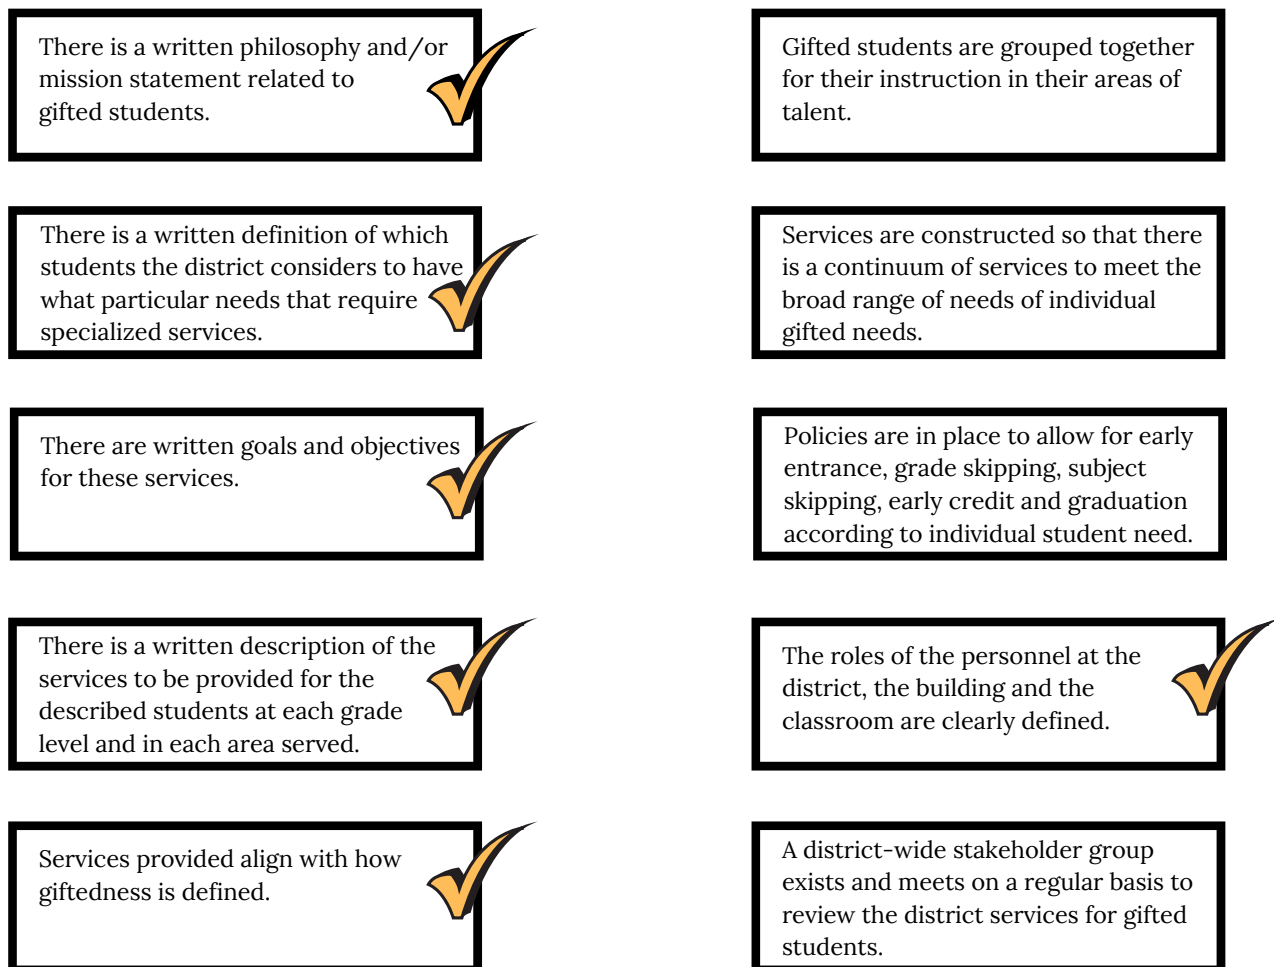 There is a written philosophy and/or
mission statement related to
gifted students.
Gifted students are grouped together
for their instruction in their areas of
talent.
There is a written definition of which
students the district considers to have
what particular needs that require
specialized services.
Services are constructed so that there
is a continuum of services to meet the
broad range of needs of individual
gifted needs.
There are written goals and objectives
for these services.
Policies are in place to allow for early
entrance, grade skipping, subject
skipping, early credit and graduation
according to individual student need.
There is a written description of the
services to be provided for the
described students at each grade
level and in each area served.
The roles of the personnel at the
district, the building and the
classroom are clearly defined.
Services provided align with how
giftedness is defined.
A district-wide stakeholder group
exists and meets on a regular basis to
review the district services for gifted
students.